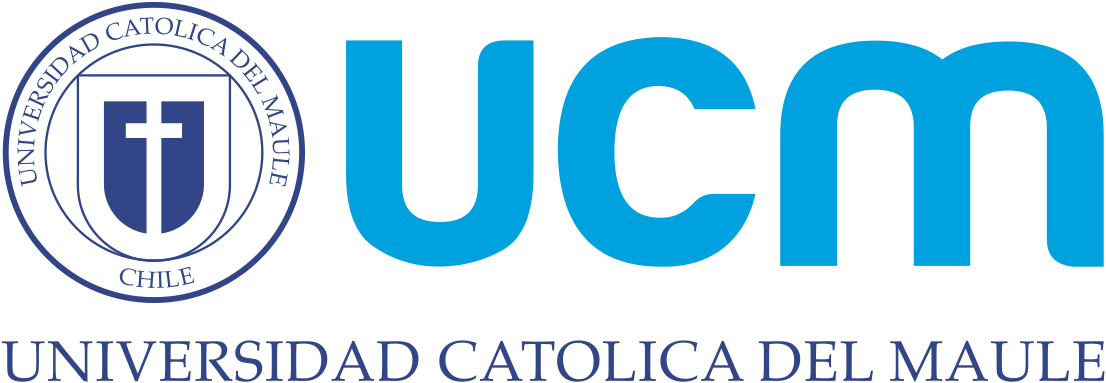 UNIVERSIDAD CATOLICA DEL MAULE
CHILE
UCM
UNIVERSIDAD CATOLICA DEL MAULE